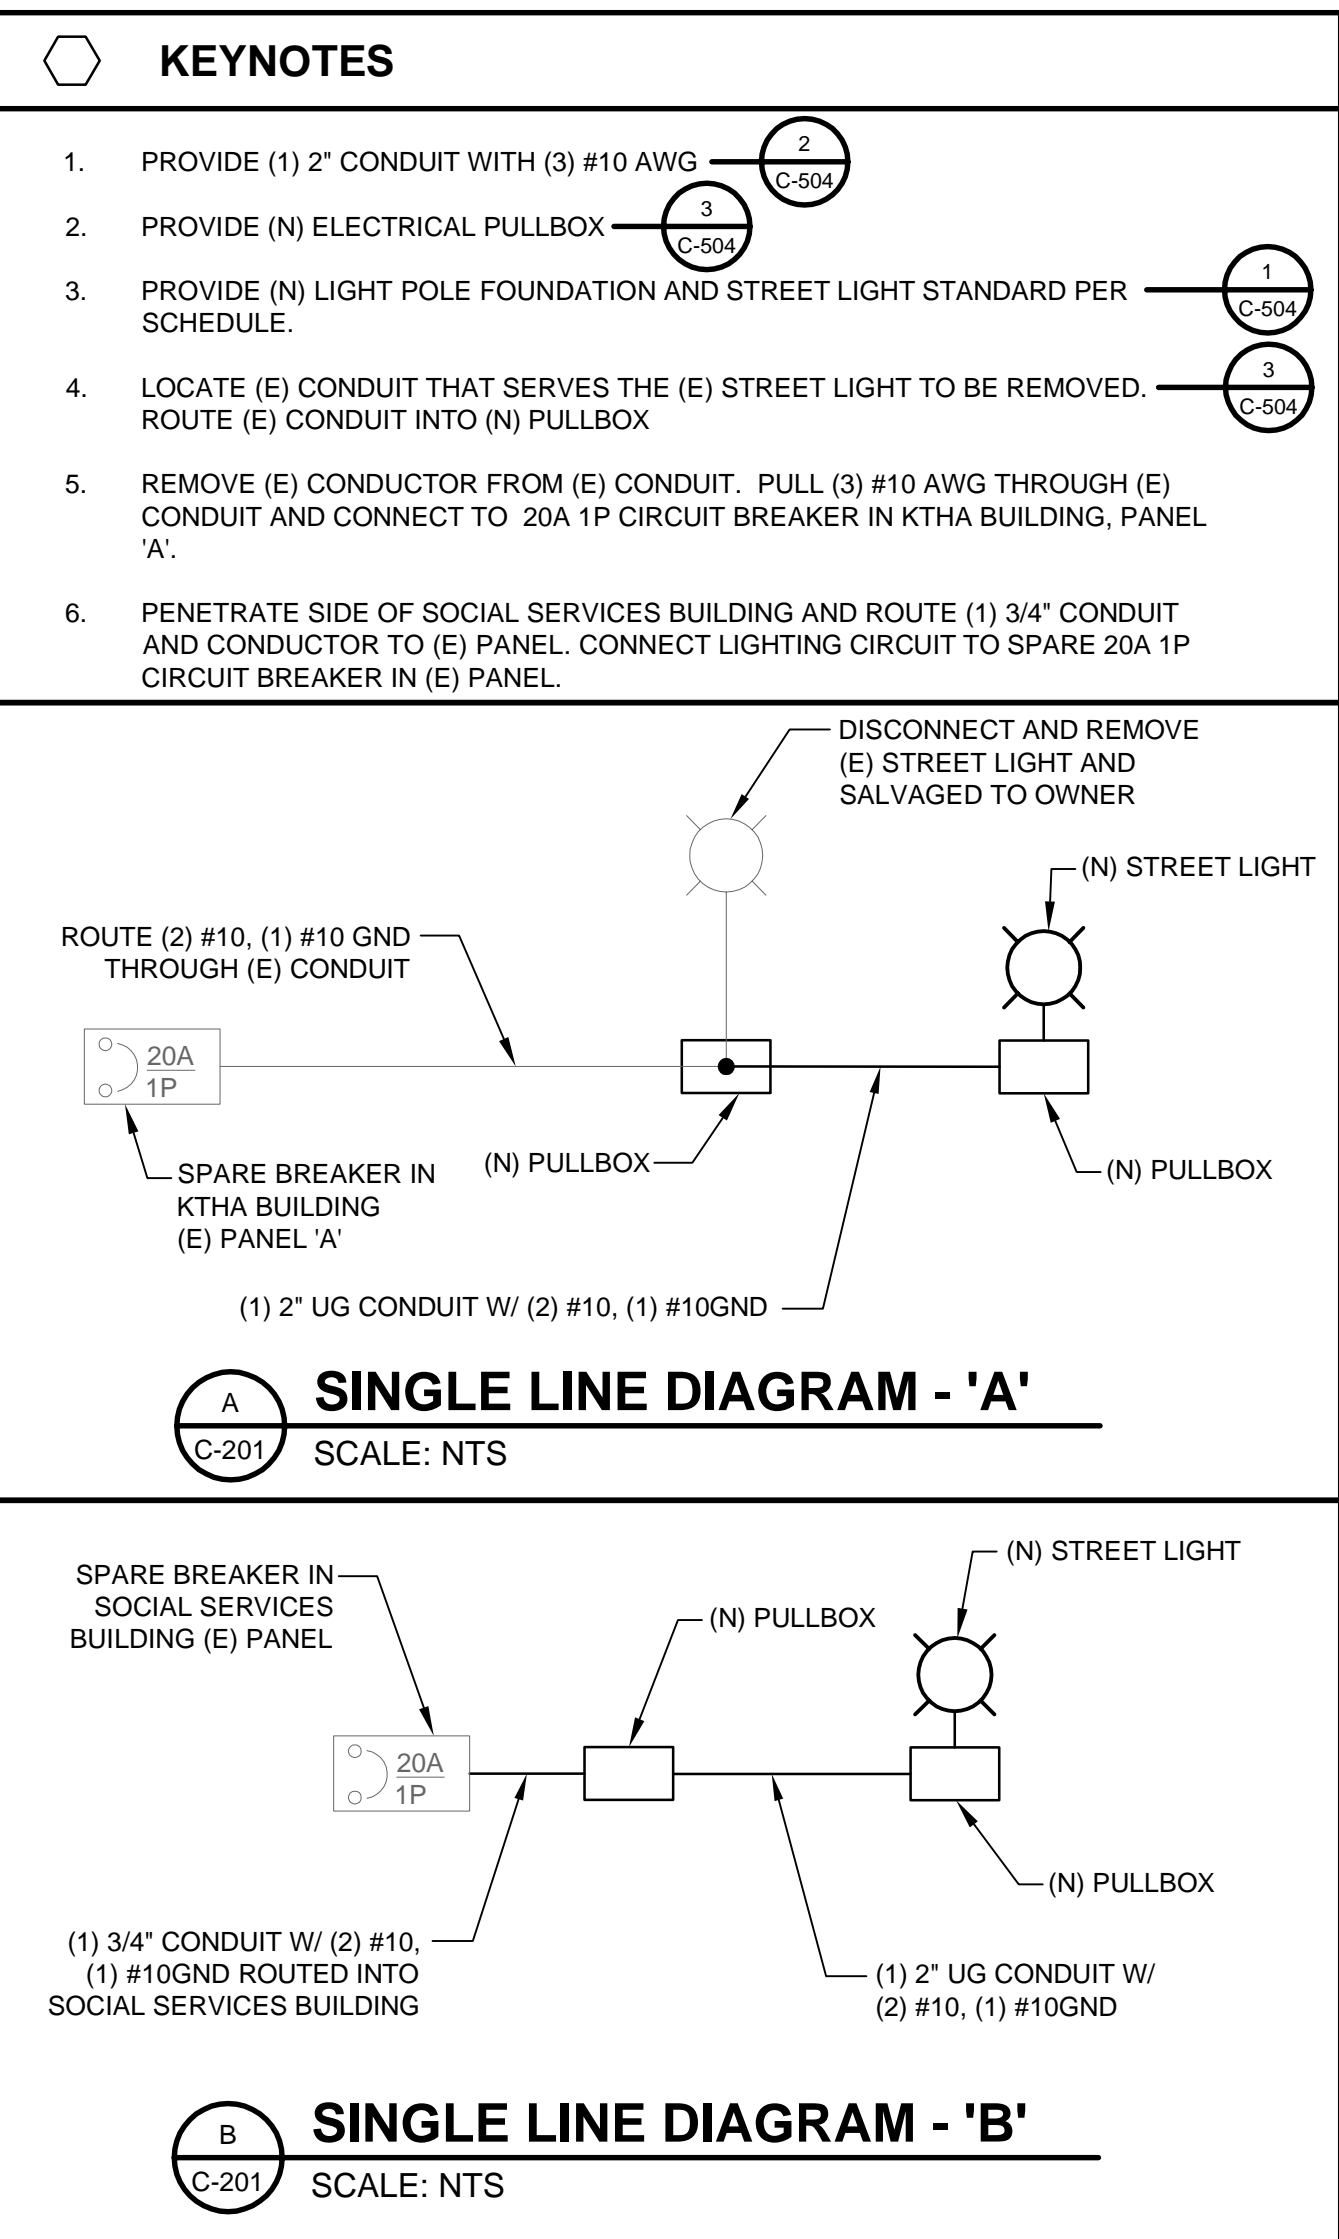 KEYNOTES
1. PROVIDE (1) 2" CONDUIT WITH (3) #10 AWG
2
C-504
2. PROVIDE (N) ELECTRICAL PULLBOX
3
C-504
3. PROVIDE (N) LIGHT POLE FOUNDATION AND STREET LIGHT STANDARD PER
SCHEDULE.
1
C-504
4. LOCATE (E) CONDUIT THAT SERVES THE (E) STREET LIGHT TO BE REMOVED.
ROUTE (E) CONDUIT INTO (N) PULLBOX
3
C-504
5. REMOVE (E) CONDUCTOR FROM (E) CONDUIT. PULL (3) #10 AWG THROUGH (E)
CONDUIT AND CONNECT TO 20A 1P CIRCUIT BREAKER IN KTHA BUILDING, PANEL
'A'.
6. PENETRATE SIDE OF SOCIAL SERVICES BUILDING AND ROUTE (1) 3/4" CONDUIT
AND CONDUCTOR TO (E) PANEL. CONNECT LIGHTING CIRCUIT TO SPARE 20A 1P
CIRCUIT BREAKER IN (E) PANEL.
DISCONNECT AND REMOVE
(E) STREET LIGHT AND
SALVAGED TO OWNER
(N) STREET LIGHT
ROUTE (2) #10, (1) #10 GND
THROUGH (E) CONDUIT
20A
1P
SPARE BREAKER IN
KTHA BUILDING
(E) PANEL 'A'
(N) PULLBOX
(N) PULLBOX
(1) 2" UG CONDUIT W/ (2) #10, (1) #10GND
A
C-201
SINGLE LINE DIAGRAM - 'A'
SCALE: NTS
SPARE BREAKER IN
SOCIAL SERVICES
BUILDING (E) PANEL
(N) PULLBOX
(N) STREET LIGHT
20A
1P
(N) PULLBOX
(1) 3/4" CONDUIT W/ (2) #10,
(1) #10GND ROUTED INTO
SOCIAL SERVICES BUILDING
(1) 2" UG CONDUIT W/
(2) #10, (1) #10GND
B
C-201
SINGLE LINE DIAGRAM - 'B'
SCALE: NTS